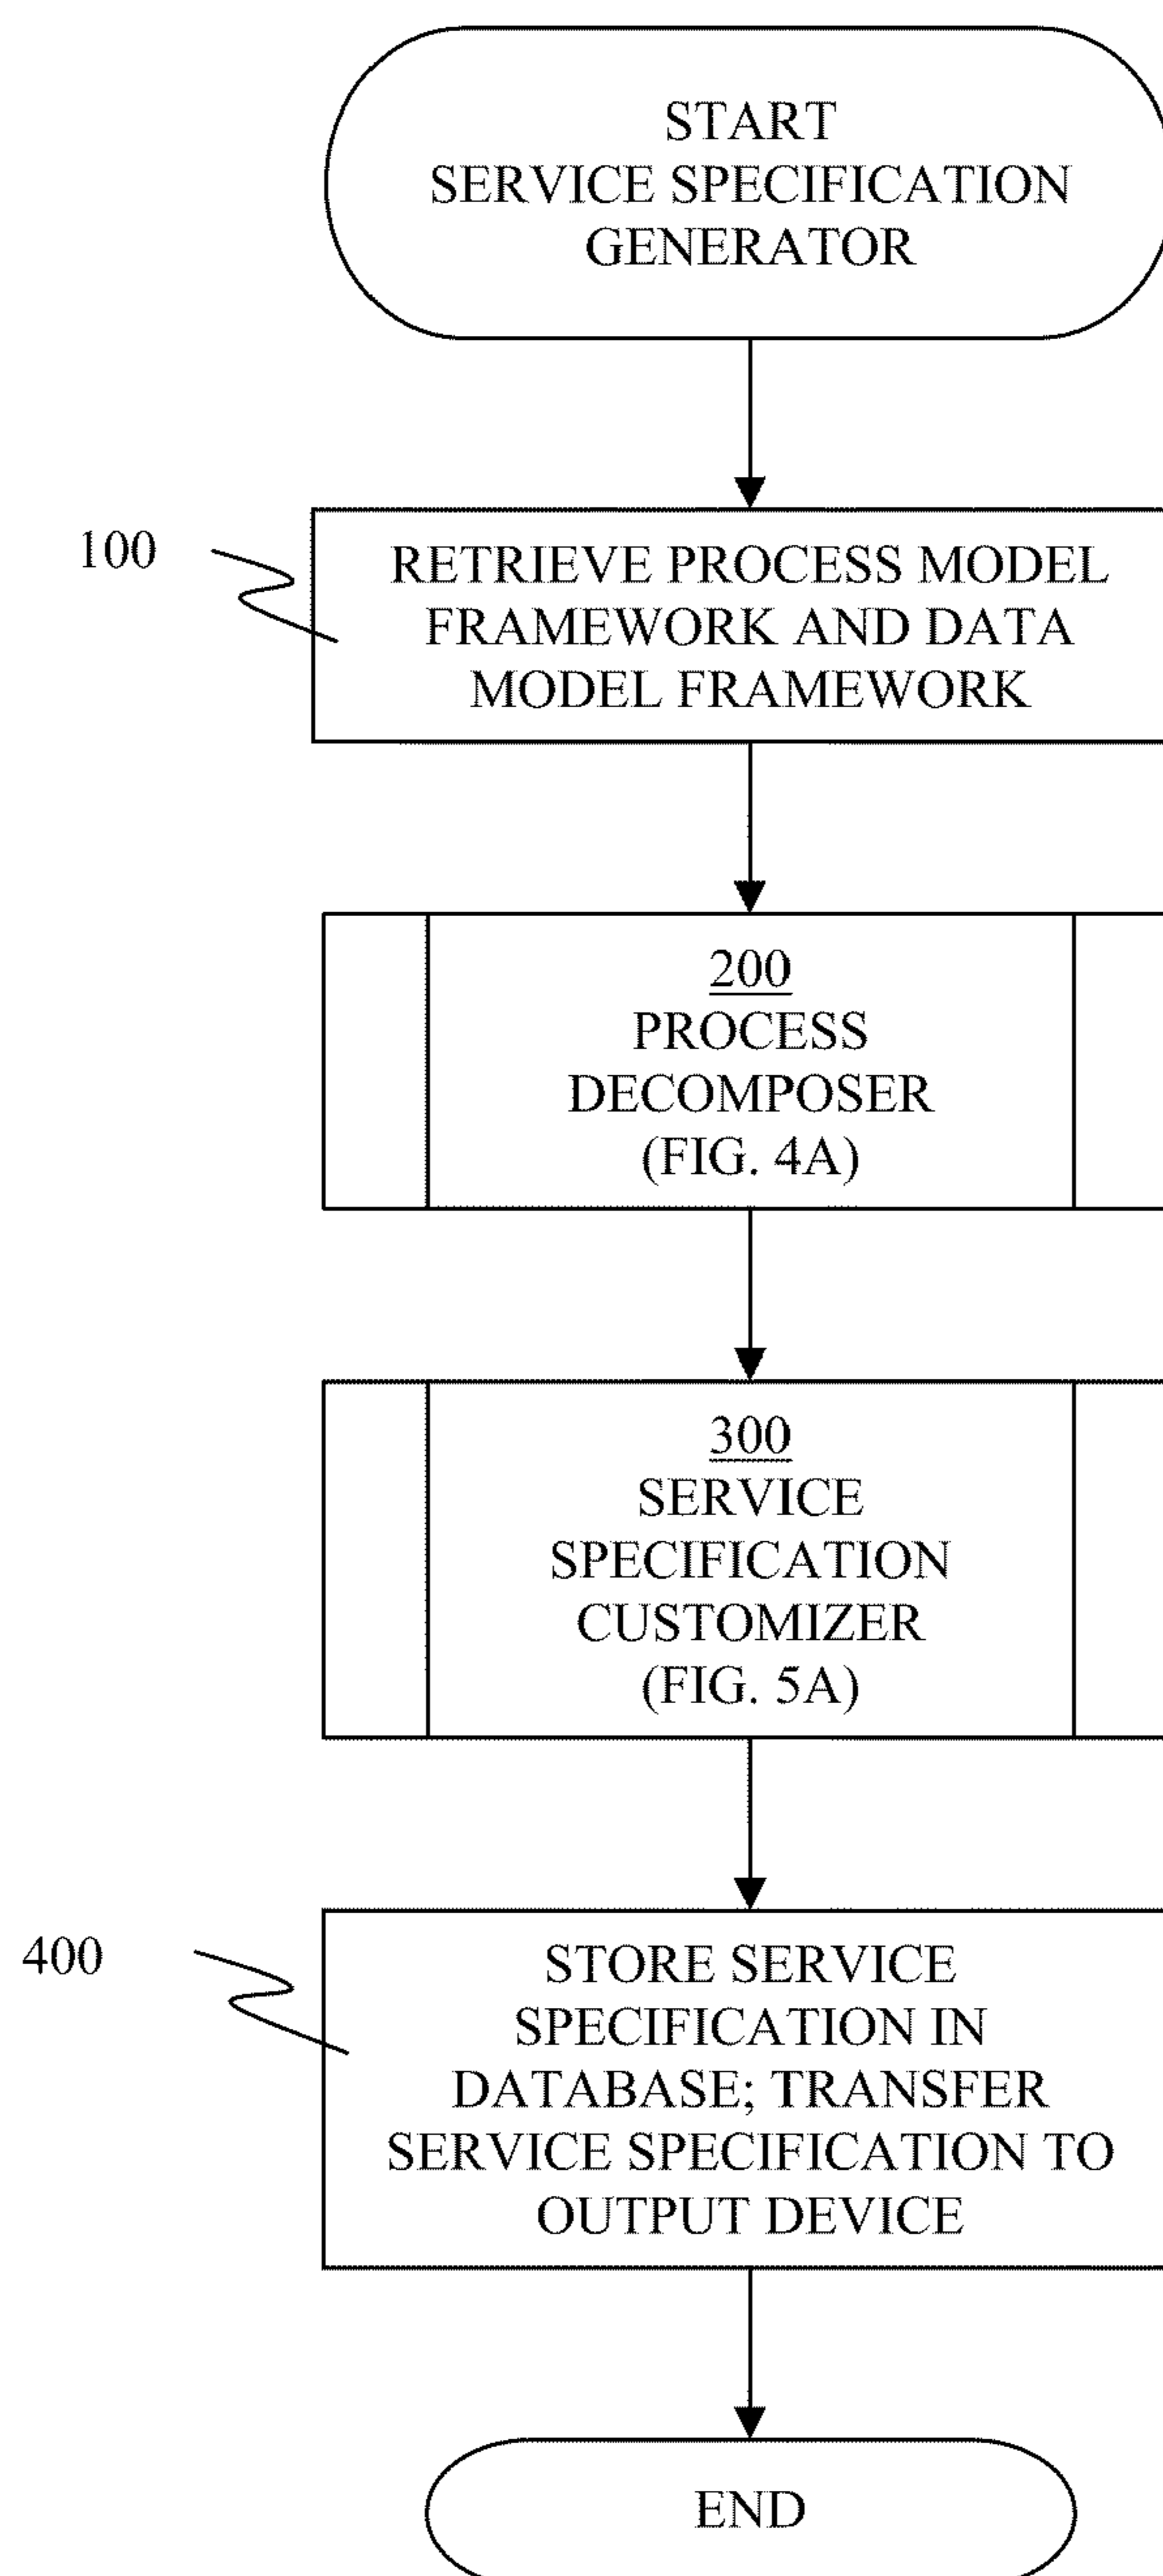 START
SERVICE SPECIFICATION
GENERATOR
100
RETRIEVE PROCESS MODEL
FRAMEWORK AND DATA
MODEL FRAMEWORK
200
PROCESS
DECOMPOSER
(FIG. 4A)
300
SERVICE
SPECIFICATION
CUSTOMIZER
(FIG. 5A)
400
STORE SERVICE
SPECIFICATION IN
DATABASE; TRANSFER
SERVICE SPECIFICATION TO
OUTPUT DEVICE
END